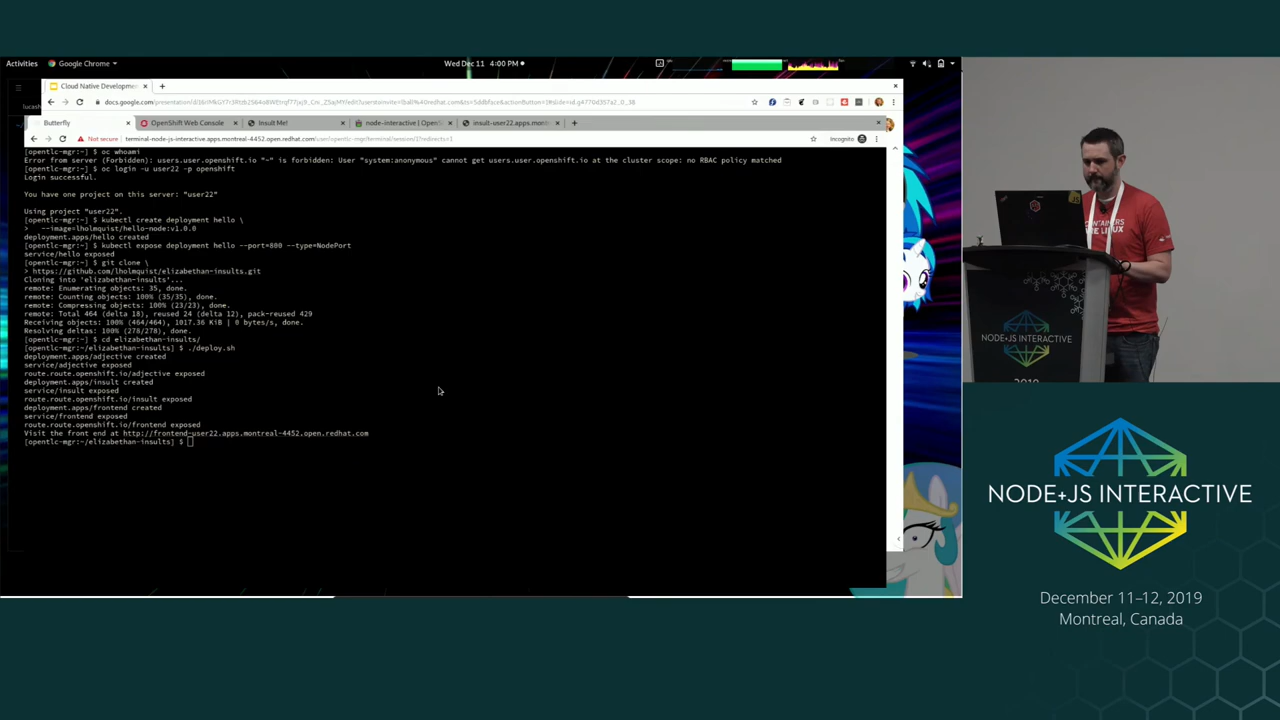 Activities
Google Chrome
Wed Dec 11 4:00 PM
Cloud Native Developme
Butterfly
OpenShift Web Console
Insult Me!
node-interactive | OpenSh
insult-user22.apps.mont
Not secure
Incognito
[opentlc-mgr:~] $ oc whoami
Error from server (Forbidden): users.user.openshift.io "~" is forbidden: User "system:anonymous" cannot get users.user.openshift.io at the cluster scope: no RBAC policy matched
[opentlc-mgr:~] $ oc login -u user22 -p openshift
Login successful.
You have one project on this server: "user22"
Using project "user22".
[opentlc-mgr:~] $ kubectl create deployment hello \
> --image=lholmquist/hello-node:v1.0.0
deployment.apps/hello created
[opentlc-mgr:~] $ kubectl expose deployment hello --port=800 --type=NodePort
service/hello exposed
[opentlc-mgr:~] $ git clone \
> https://github.com/lholmquist/elizabethan-insults.git
Cloning into 'elizabethan-insults'...
remote: Enumerating objects: 35, done.
remote: Counting objects: 100% (35/35), done.
remote: Compressing objects: 100% (23/23), done.
remote: Total 464 (delta 18), reused 24 (delta 12), pack-reused 429
Receiving objects: 100% (464/464), 1017.36 KiB | 0 bytes/s, done.
Resolving deltas: 100% (278/278), done.
[opentlc-mgr:~] $ cd elizabethan-insults/
[opentlc-mgr:~/elizabethan-insults] $ ./deploy.sh
deployment.apps/adjective created
service/adjective exposed
route.route.openshift.io/adjective exposed
deployment.apps/insult created
service/insult exposed
route.route.openshift.io/insult exposed
deployment.apps/frontend created
service/frontend exposed
route.route.openshift.io/frontend exposed
Visit the front end at http://frontend-user22.apps.montreal-4452.open.redhat.com
[opentlc-mgr:~/elizabethan-insults] $
CONTAINERS
ARE LINUX
NODE+JS INTERACTIVE
2019
NODE+JS INTERACTIVE
December 11–12, 2019
Montreal, Canada